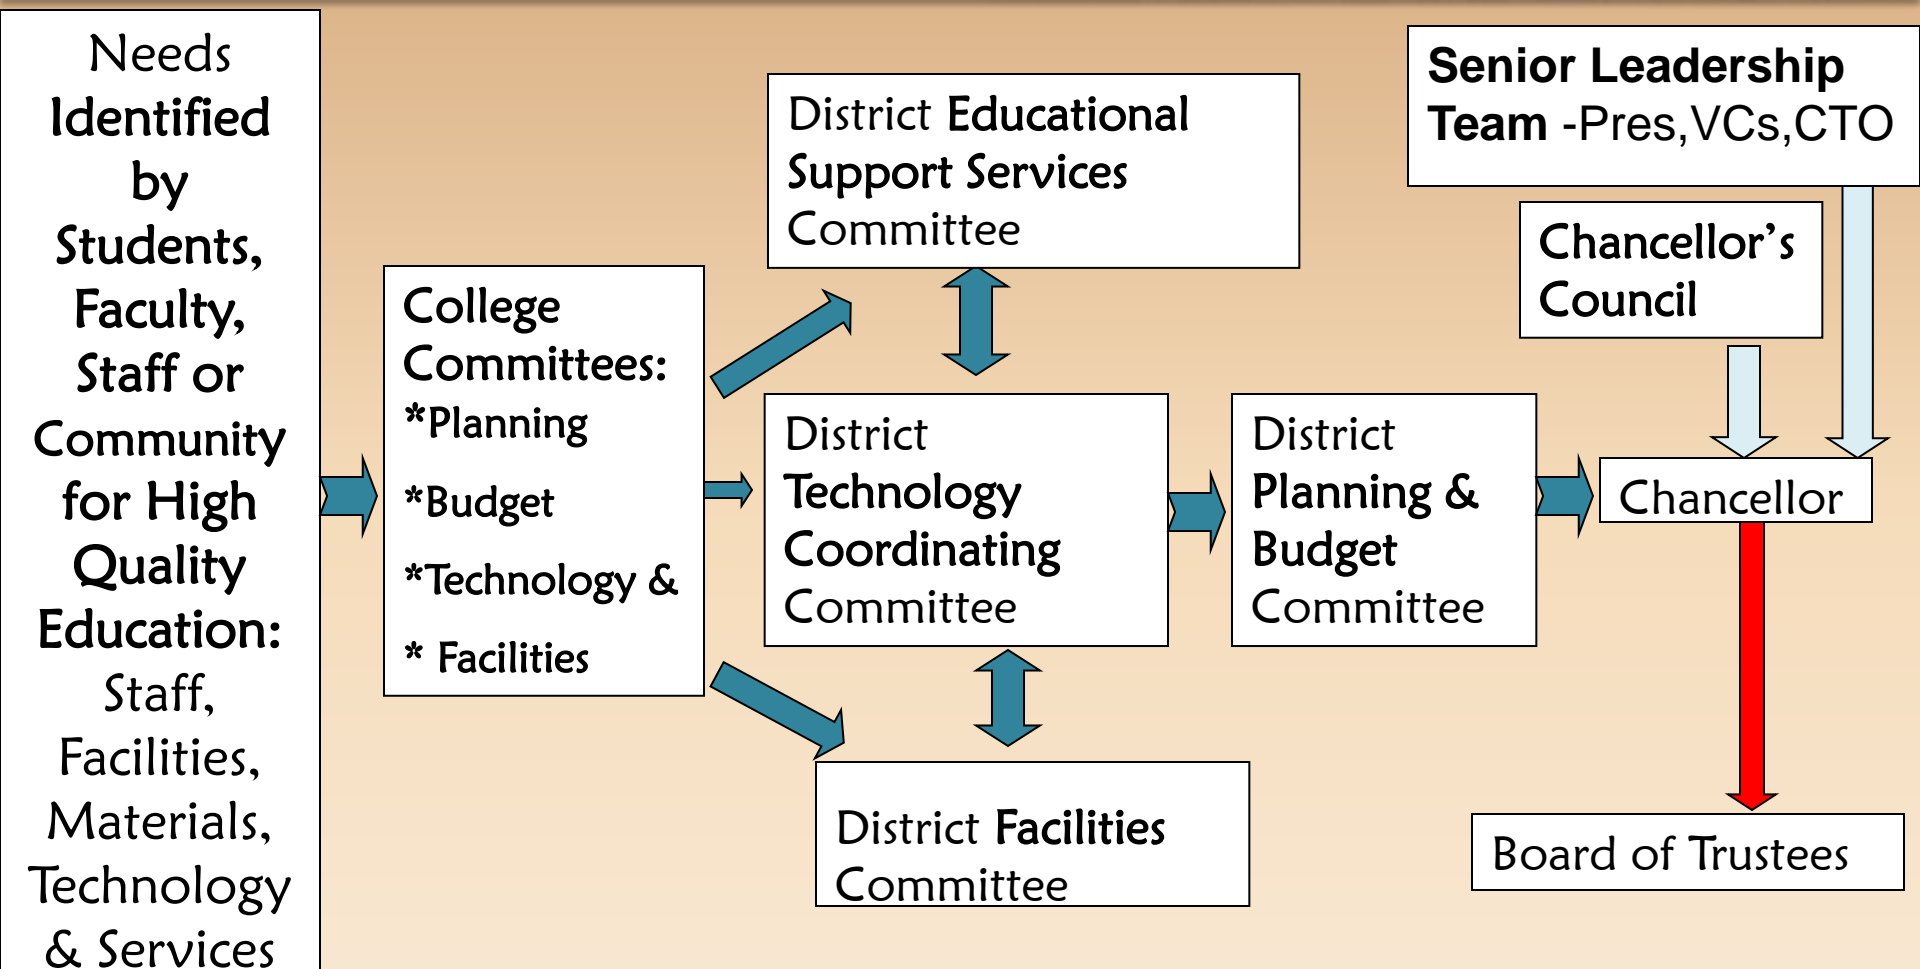 Needs
Identified
by
Students,
Faculty,
Staff or
Community
for High
Quality
Education:
Staff,
Facilities,
Materials,
Technology
& Services
College
Committees:
*Planning
*Budget
*Technology &
* Facilities
District Educational
Support Services
Committee
District
Technology
Coordinating
Committee
District Facilities
Committee
District
Planning &
Budget
Committee
Senior Leadership
Team -Pres,VCs,CTO
Chancellor’s
Council
Chancellor
Board of Trustees